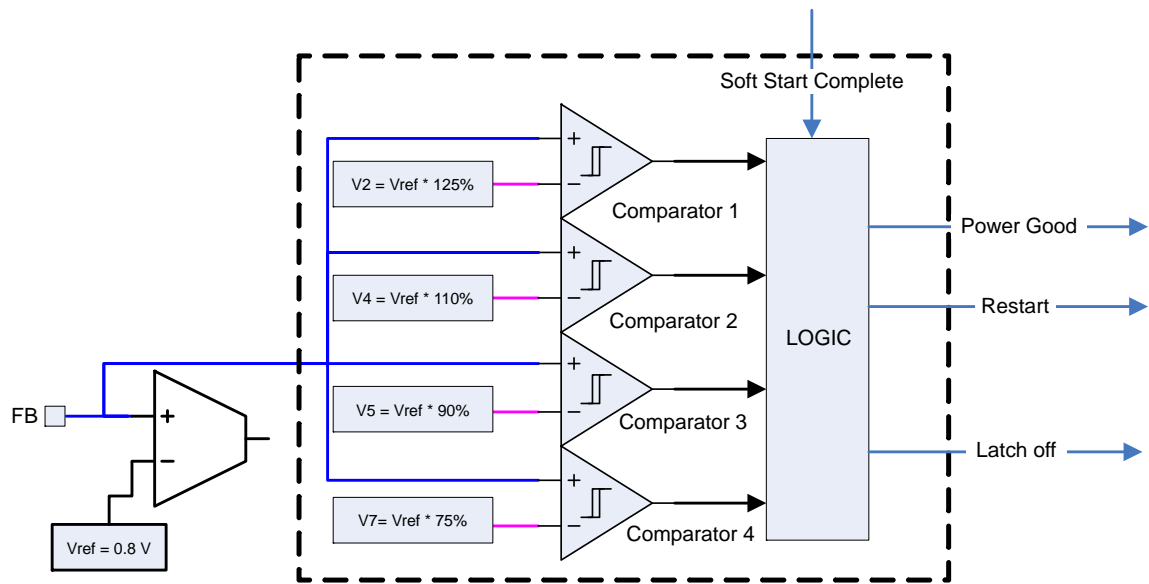 Soft Start Complete
+
V2 = Vref * 125%
−
Comparator 1
+
Power Good
V4 = Vref * 110%
−
Comparator 2
Restart
LOGIC
+
FB
+
V5 = Vref * 90%
−
Comparator 3
−
Latch off
+
V7= Vref * 75%
−
Comparator 4
Vref = 0.8 V